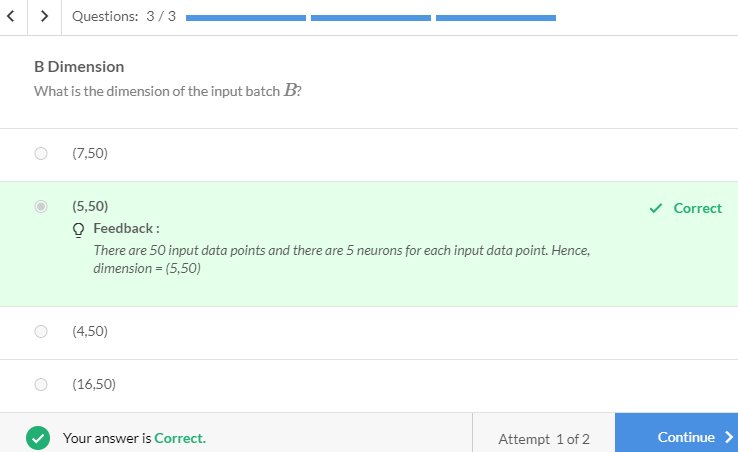 Questions: 3 / 3
B Dimension
What is the dimension of the input batch B?
(7,50)
(5,50)
Correct
Feedback :
There are 50 input data points and there are 5 neurons for each input data point. Hence,
dimension = (5,50)
(4,50)
(16,50)
Your answer is Correct.
Attempt 1 of 2
Continue